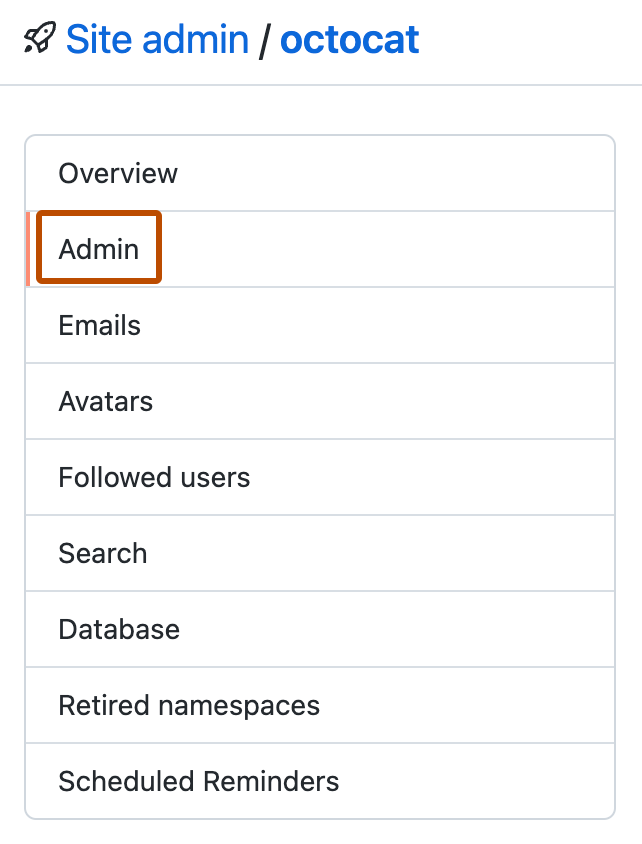 Site admin / octocat
Overview
Admin
Emails
Avatars
Followed users
Search
Database
Retired namespaces
Scheduled Reminders